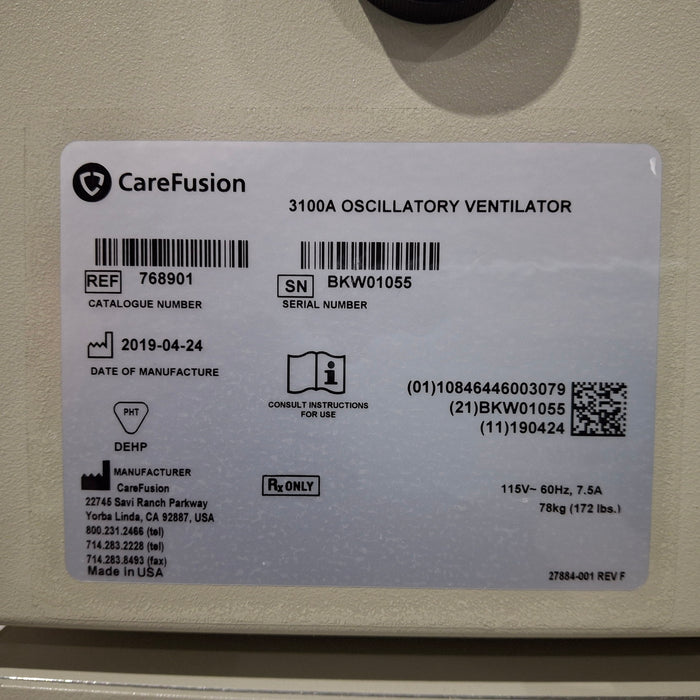 CareFusion
3100A OSCILLATORY VENTILATOR
REF 768901
CATALOGUE NUMBER
SN BKW01055
SERIAL NUMBER
2019-04-24
DATE OF MANUFACTURE
CONSULT INSTRUCTIONS
FOR USE
(01)10846446003079
(21)BKW01055
(11)190424
PHT
DEHP
MANUFACTURER
CareFusion
22745 Savi Ranch Parkway
Yorba Linda, CA 92887, USA
800.231.2466 (tel)
714.283.2228 (tel)
714.283.8493 (fax)
Made in USA
Rx ONLY
115V~ 60Hz, 7.5A
78kg (172 lbs.)
27884-001 REV F